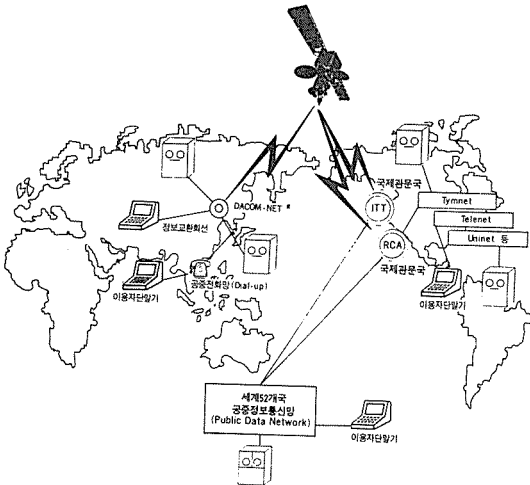 국제관문국
ITT
Tymnet
DACOM-NET
정보교환회선
Telenet
RCA
Uninet 등
국제관문국
공중전화망(Dial-up)
이용자단말기
이용자단말기
세계52개국
공중정보통신망
(Public Data Network)
이용자단말기